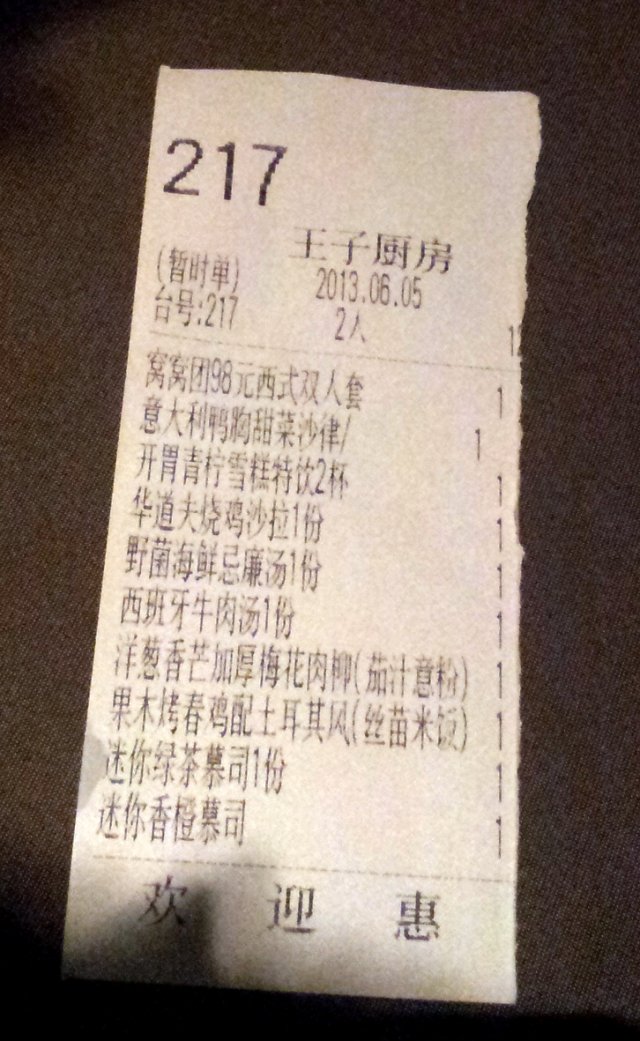 217
王子厨房
(暂时单) 2013.06.05
台号:217 2人 12
窝窝团98元西式双人套 1
意大利鸭胸甜菜沙律/ 1
开胃青柠雪糕特饮2杯 1
华道夫烧鸡沙拉1份 1
野菌海鲜忌廉汤1份 1
西班牙牛肉汤1份 1
洋葱香芒加厚梅花肉柳(茄汁意粉) 1
果木烤春鸡配土耳其风(丝苗米饭) 1
迷你绿茶慕司1份 1
迷你香橙慕司 1
欢 迎 惠